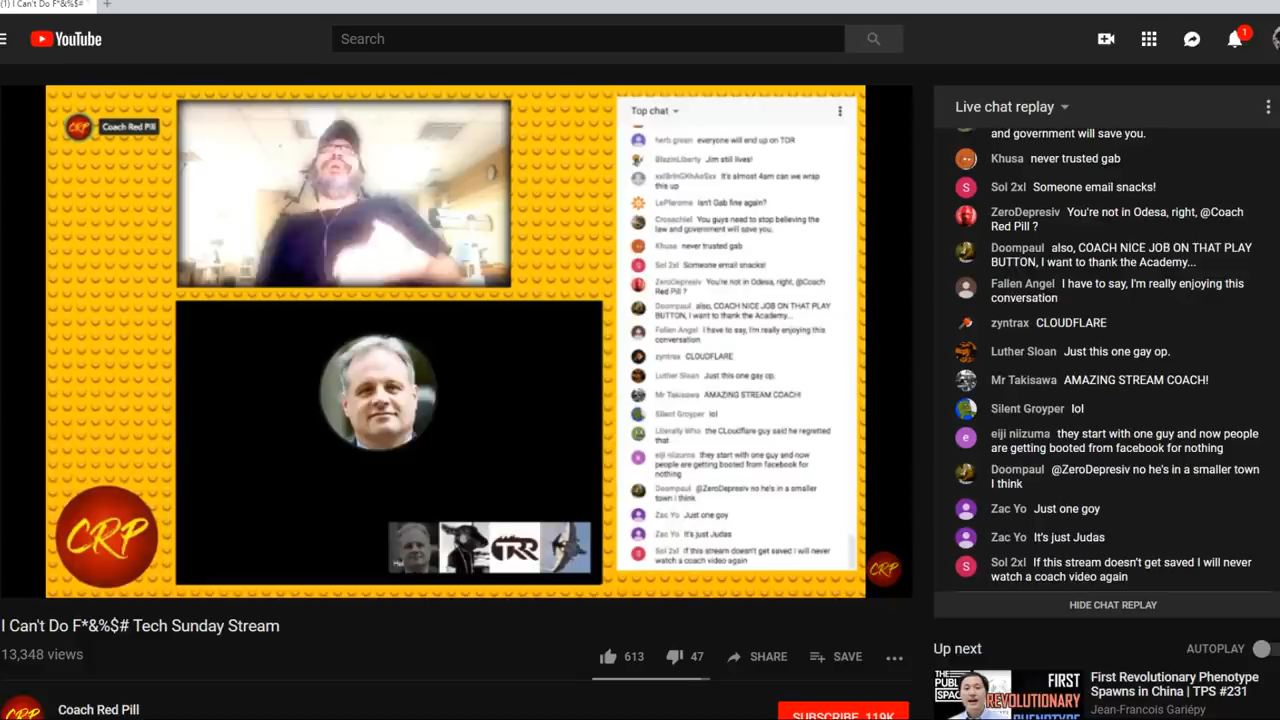 (1) I Can't Do F*&%$#
YouTube
Search
1
CRP Coach Red Pill
Top chat
herb green everyone will end up on TOR
BlazinLiberty Jim still lives!
It's almost 4am can we wrap
this up
LePlerome isn't Gab fine again?
You guys need to stop believing the
law and government will save you.
Khusa never trusted gab
Sol 2xl Someone email snacks!
ZeroDepresiv You're not in Odesa, right, @Coach
Red Pill ?
Doompaul also, COACH NICE JOB ON THAT PLAY
BUTTON, I want to thank the Academy...
Fallen Angel I have to say, I'm really enjoying this
conversation
zyntrax CLOUDFLARE
Luther Sloan Just this one gay op.
Mr Takisawa AMAZING STREAM COACH!
Silent Groyper lol
Literally Who the CLoudflare guy said he regretted
that
eiji niizuma they start with one guy and now
people are getting booted from facebook for
nothing
Doompaul @ZeroDepresiv no he's in a smaller
town I think
Zac Yo Just one goy
Zac Yo It's just Judas
Sol 2xl If this stream doesn't get saved I will never
watch a coach video again
CRP
TRR
CRP
Live chat replay
and government will save you.
Khusa never trusted gab
S Sol 2xl Someone email snacks!
ZeroDepresiv You're not in Odesa, right, @Coach
Red Pill ?
Doompaul also, COACH NICE JOB ON THAT PLAY
BUTTON, I want to thank the Academy...
Fallen Angel I have to say, I'm really enjoying this
conversation
zyntrax CLOUDFLARE
Luther Sloan Just this one gay op.
Mr Takisawa AMAZING STREAM COACH!
Silent Groyper lol
e eiji niizuma they start with one guy and now people
are getting booted from facebook for nothing
Doompaul @ZeroDepresiv no he's in a smaller town
I think
Zac Yo Just one goy
Zac Yo It's just Judas
S Sol 2xl If this stream doesn't get saved I will never
watch a coach video again
HIDE CHAT REPLAY
I Can't Do F*&%$# Tech Sunday Stream
13,348 views
613 47 SHARE SAVE
Coach Red Pill
SUBSCRIBE 119K
Up next
AUTOPLAY
THE
PUBL
SPACE
FIRST
REVOLUTIONARY
PHENOTYPE
First Revolutionary Phenotype
Spawns in China | TPS #231
Jean-Francois Gariépy